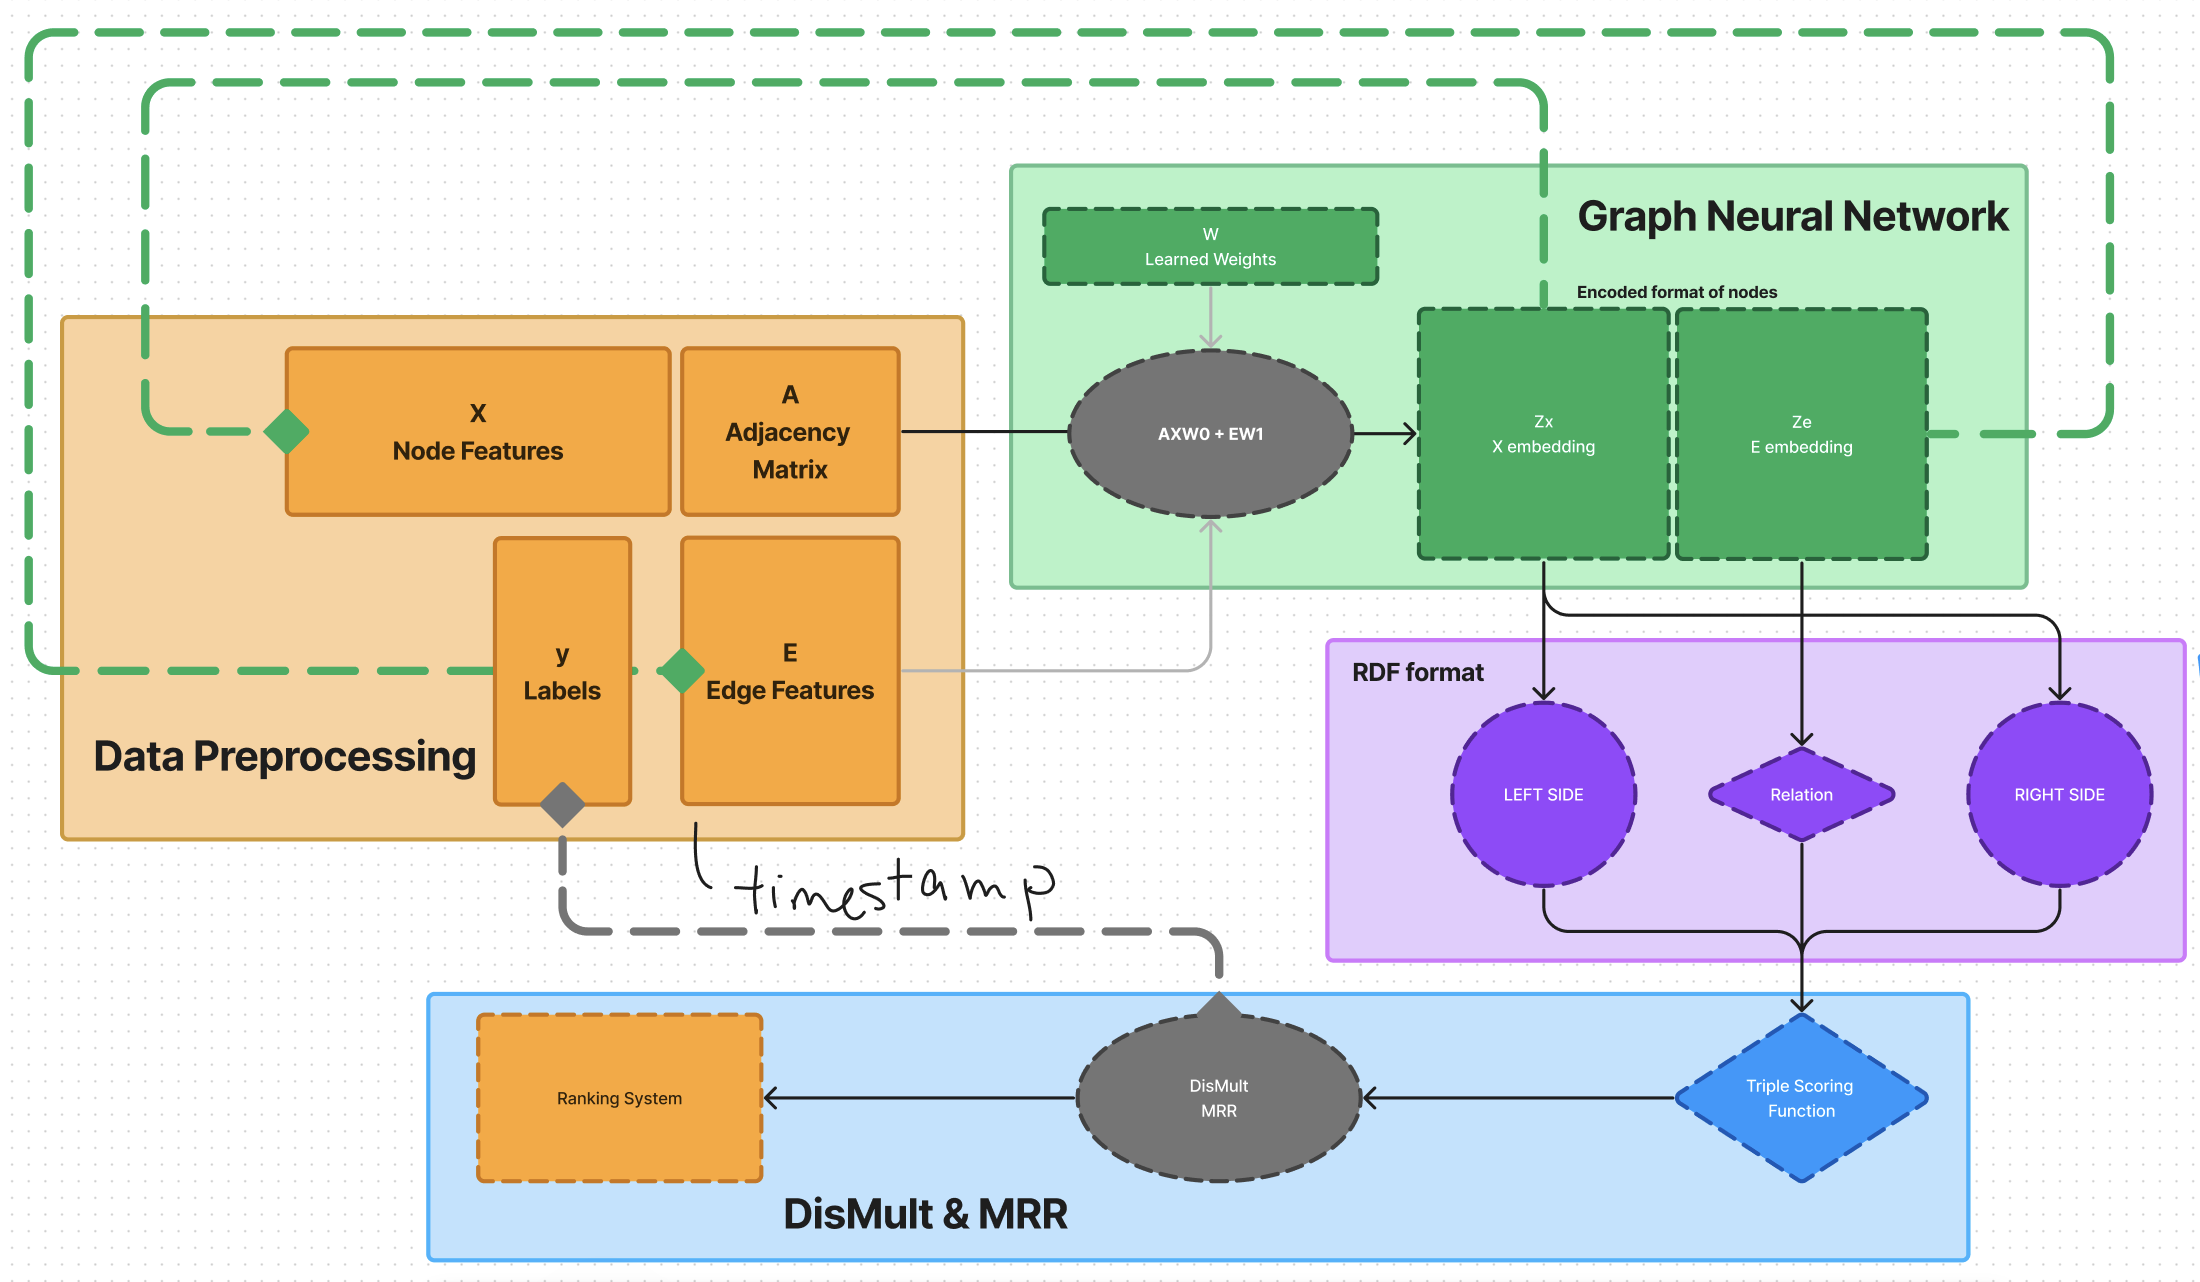 Graph Neural Network
W
Learned Weights
Encoded format of nodes
X
Node Features
A
Adjacency
Matrix
AXW0 + EW1
Zx
X embedding
Ze
E embedding
y
Labels
E
Edge Features
Data Preprocessing
timestamp
RDF format
LEFT SIDE
Relation
RIGHT SIDE
Ranking System
DisMult
MRR
Triple Scoring
Function
DisMult & MRR